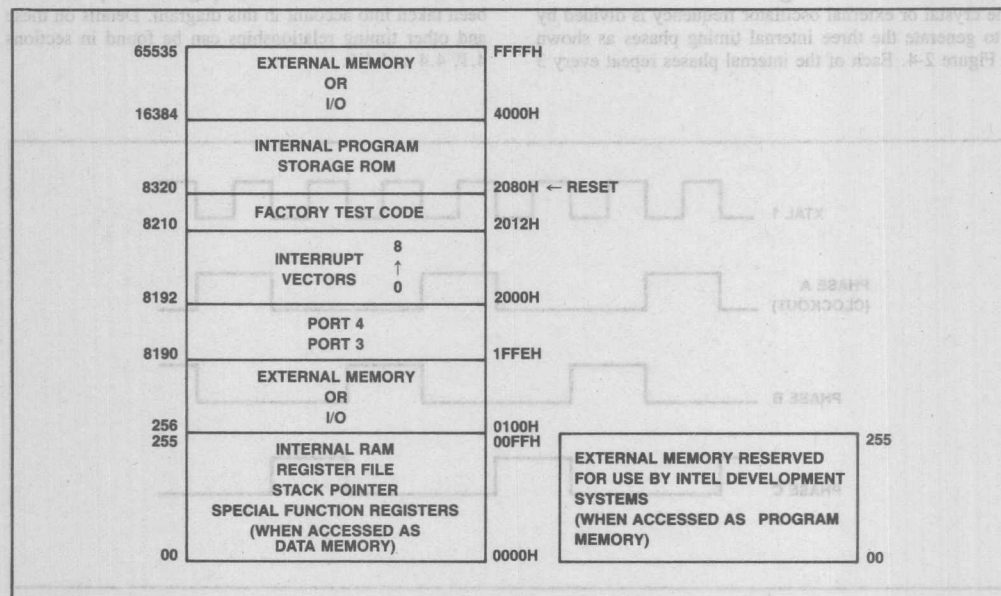 65535 FFFFH
EXTERNAL MEMORY
OR
I/O
16384 4000H
INTERNAL PROGRAM
STORAGE ROM
8320 2080H ← RESET
FACTORY TEST CODE
8210 2012H
INTERRUPT VECTORS
8
↑
0
8192 2000H
PORT 4
PORT 3
8190 1FFEH
EXTERNAL MEMORY
OR
I/O
256 0100H
255 00FFH
INTERNAL RAM
REGISTER FILE
STACK POINTER
SPECIAL FUNCTION REGISTERS
(WHEN ACCESSED AS
DATA MEMORY)
00 0000H
255
EXTERNAL MEMORY RESERVED
FOR USE BY INTEL DEVELOPMENT
SYSTEMS
(WHEN ACCESSED AS PROGRAM
MEMORY)
00